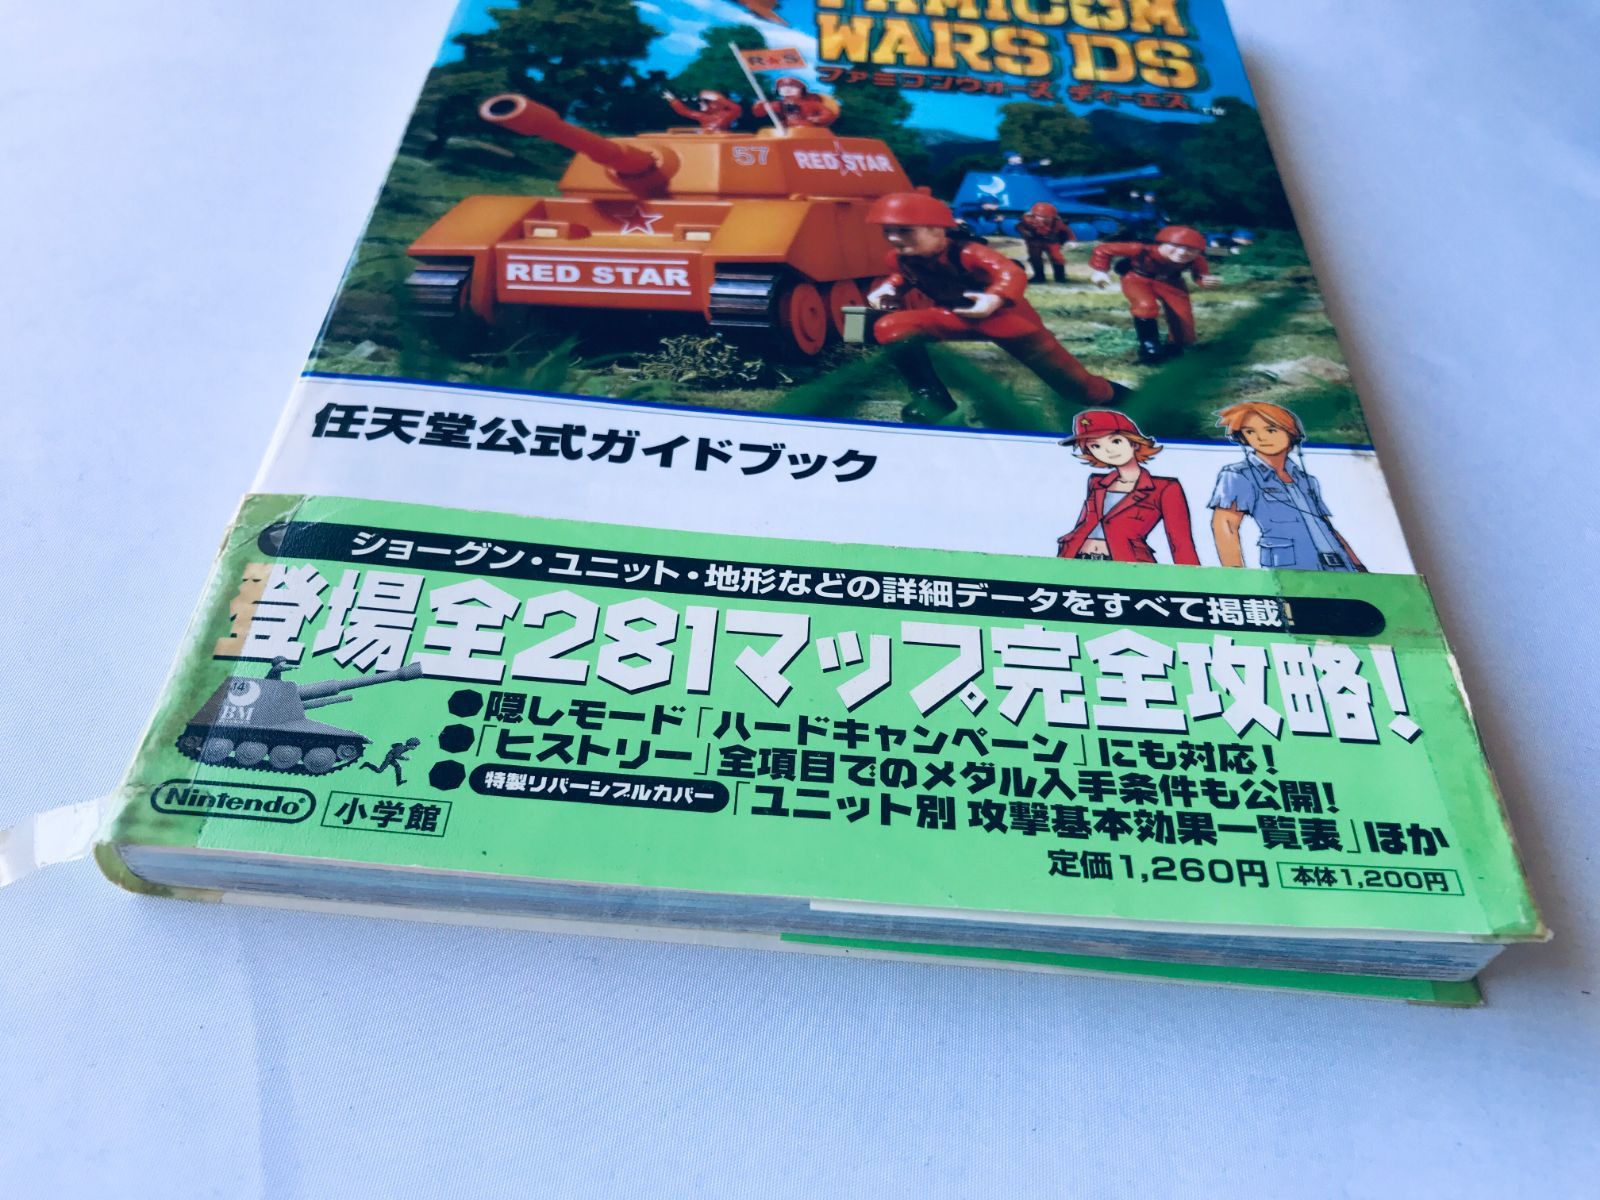 FAMICOM
WARS DS
ファミコンウォーズ ディーエス
R★S
57
RED STAR
RED STAR
任天堂公式ガイドブック
ショーグン・ユニット・地形などの詳細データをすべて掲載!
登場全281マップ完全攻略!
●隠しモード「ハードキャンペーン」にも対応!
●「ヒストリー」全項目でのメダル入手条件も公開!
●特製リバーシブルカバー「ユニット別 攻撃基本効果一覧表」ほか
14
BM
Nintendo 小学館
定価1,260円 本体1,200円